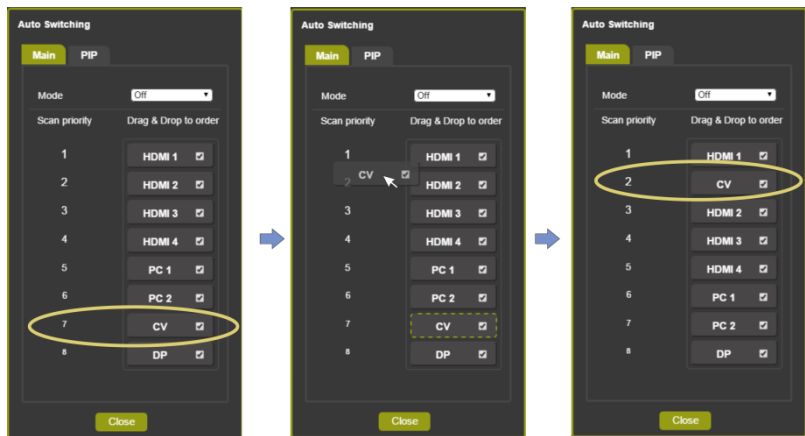 Auto Switching
Main PIP
Mode Off
Scan priority Drag & Drop to order
1 HDMI 1
2 HDMI 2
3 HDMI 3
4 HDMI 4
5 PC 1
6 PC 2
7 CV
8 DP
Close
Auto Switching
Main PIP
Mode Off
Scan priority Drag & Drop to order
1 HDMI 1
CV
2 HDMI 2
3 HDMI 3
4 HDMI 4
5 PC 1
6 PC 2
7 CV
8 DP
Close
Auto Switching
Main PIP
Mode Off
Scan priority Drag & Drop to order
1 HDMI 1
2 CV
3 HDMI 2
4 HDMI 3
5 HDMI 4
6 PC 1
7 PC 2
8 DP
Close